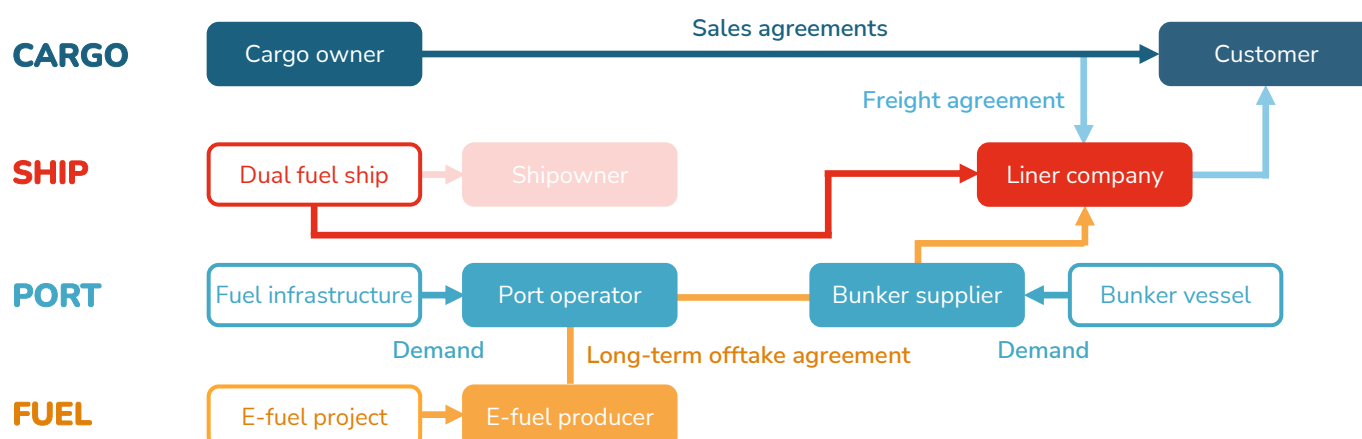 Sales agreements
CARGO
Cargo owner
Customer
Freight agreement
SHIP
Dual fuel ship
Shipowner
Liner company
PORT
Fuel infrastructure
Port operator
Bunker supplier
Bunker vessel
Demand
Long-term offtake agreement
Demand
FUEL
E-fuel project
E-fuel producer